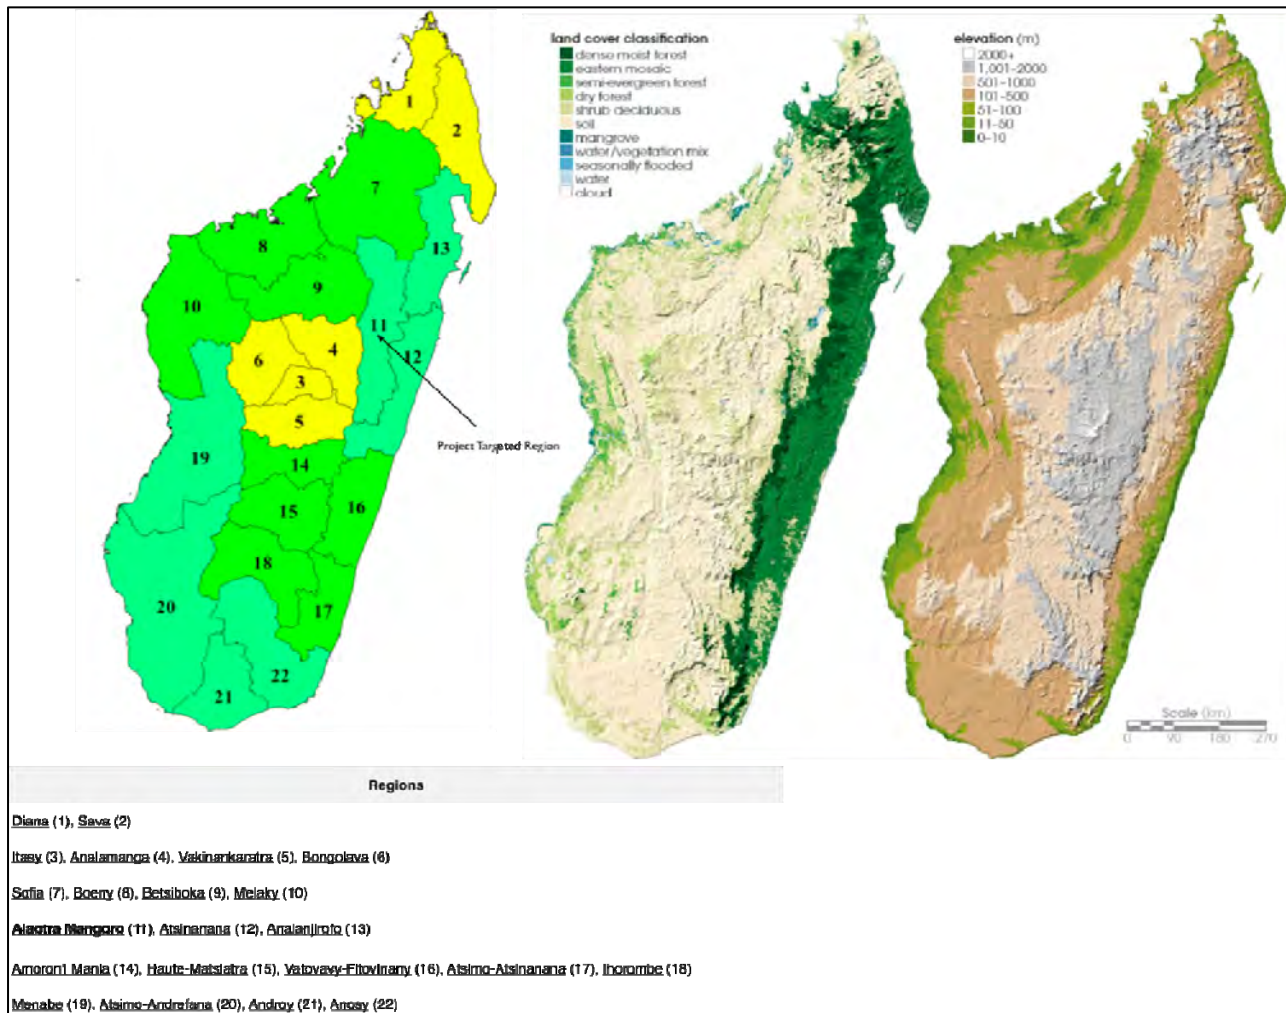 1
2
7
13
8
9
10
11
12
4
6
3
5
Project Targeted Region
14
19
15
16
18
20
17
22
21
land cover classification
dense moist forest
eastern mosaic
semi-evergreen forest
dry forest
shrub deciduous
soil
mangrove
water/vegetation mix
seasonally flooded
water
cloud
elevation (m)
2000+
1,001-2000
501-1000
101-500
51-100
11-50
0-10
Scale (km)
0 90 180 270
Regions
Diana (1), Sava (2)
Itasy (3), Analamanga (4), Vakinankaratra (5), Bongolava (6)
Sofia (7), Boeny (8), Betsiboka (9), Melaky (10)
Alaotra Mangoro (11), Atsinanana (12), Analanjirofo (13)
Amoron'i Mania (14), Haute-Matsiatra (15), Vatovavy-Fitovinany (16), Atsimo-Atsinanana (17), Ihorombe (18)
Menabe (19), Atsimo-Andrefana (20), Androy (21), Anosy (22)